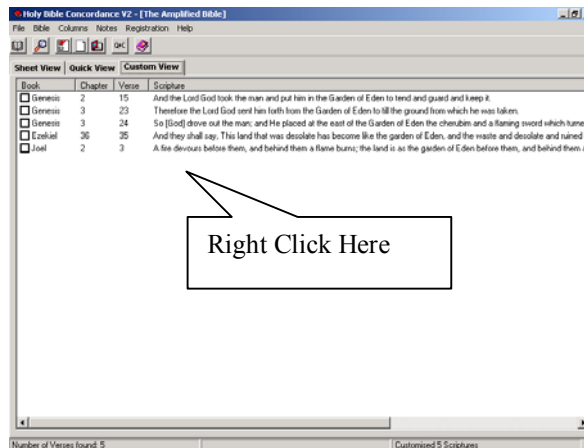 Holy Bible Concordance V2 - [The Amplified Bible]
File Bible Columns Notes Registration Help
Sheet View Quick View Custom View
Book Chapter Verse Scripture
Genesis 2 15 And the Lord God took the man and put him in the Garden of Eden to tend and guard and keep it.
Genesis 3 23 Therefore the Lord God sent him forth from the Garden of Eden to till the ground from which he was taken.
Genesis 3 24 So [God] drove out the man; and He placed at the east of the Garden of Eden the cherubim and a flaming sword which turne
Ezekiel 36 35 And they shall say, This land that was desolate has become like the garden of Eden, and the waste and desolate and ruined
Joel 2 3 A fire devours before them, and behind them a flame burns; the land is as the garden of Eden before them, and behind them a
Right Click Here
Number of Verses found: 5 Customised 5 Scriptures